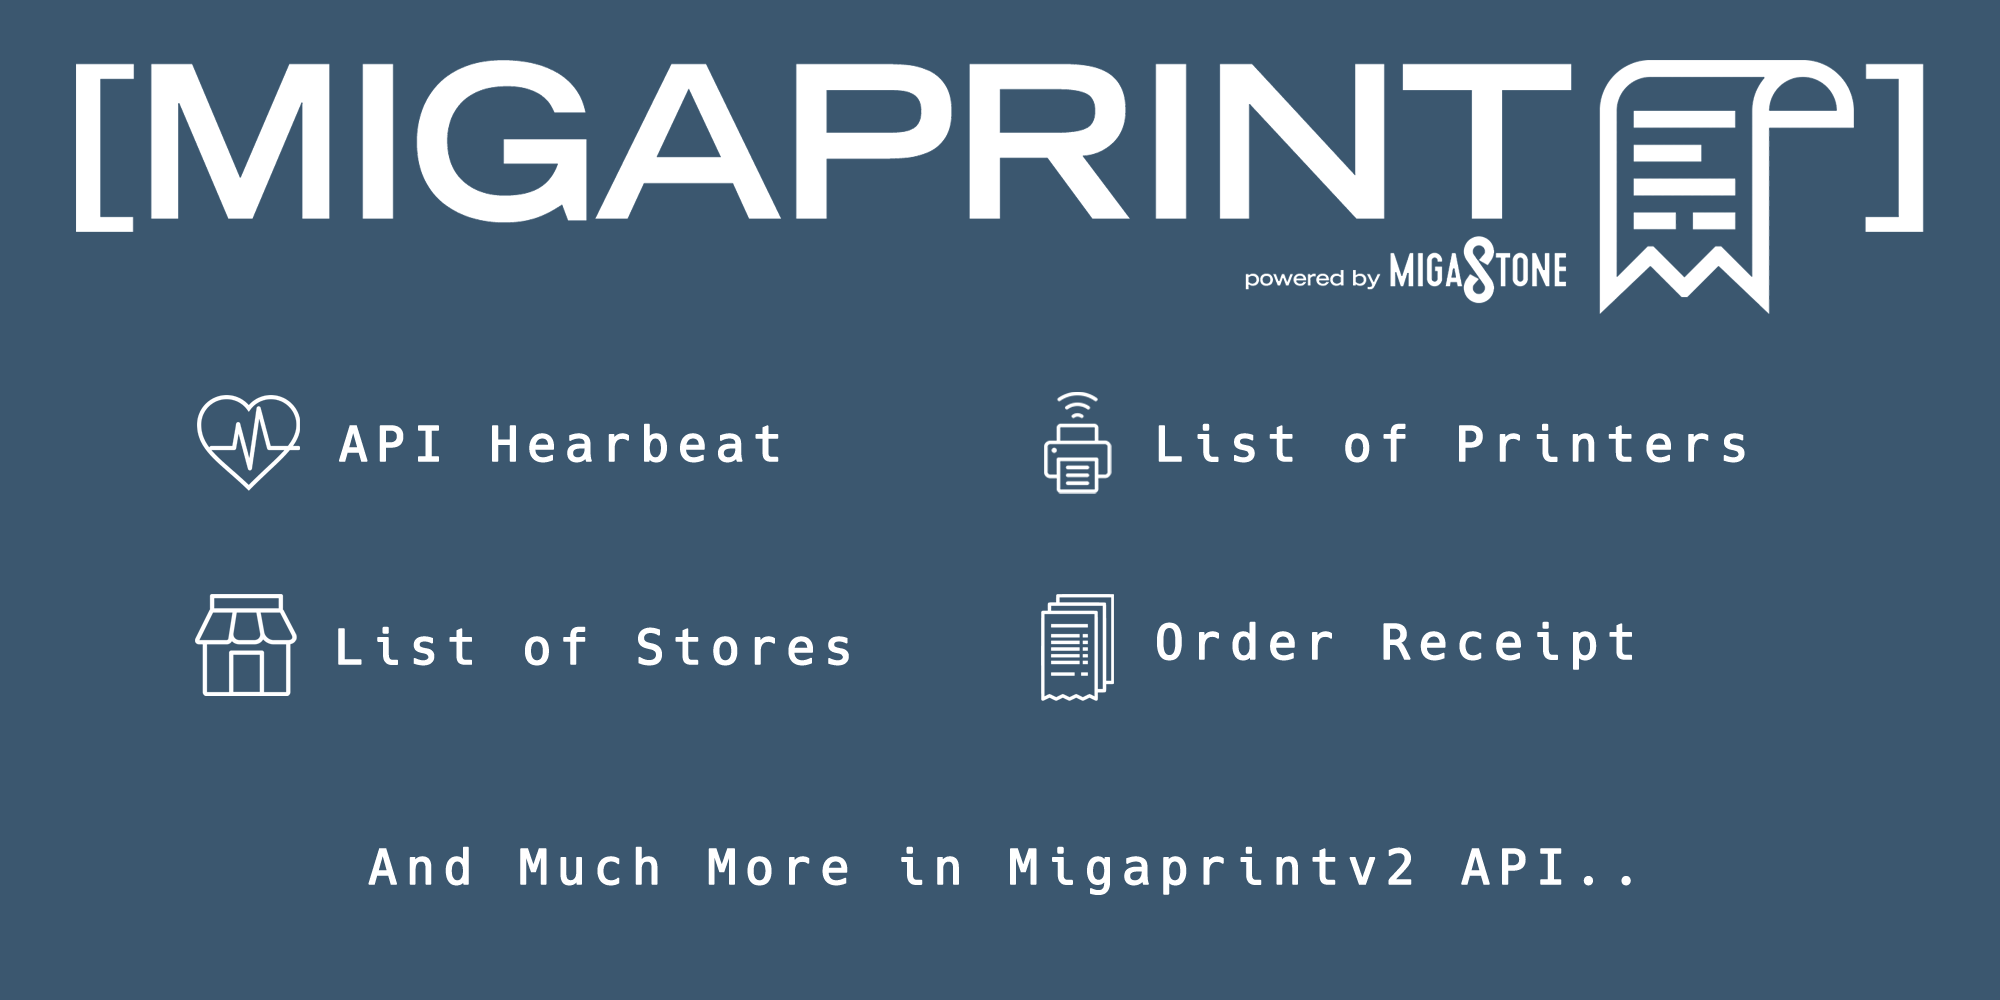 [MIGAPRINT]
powered by MIGASTONE
API Hearbeat
List of Printers
List of Stores
Order Receipt
And Much More in Migaprintv2 API..